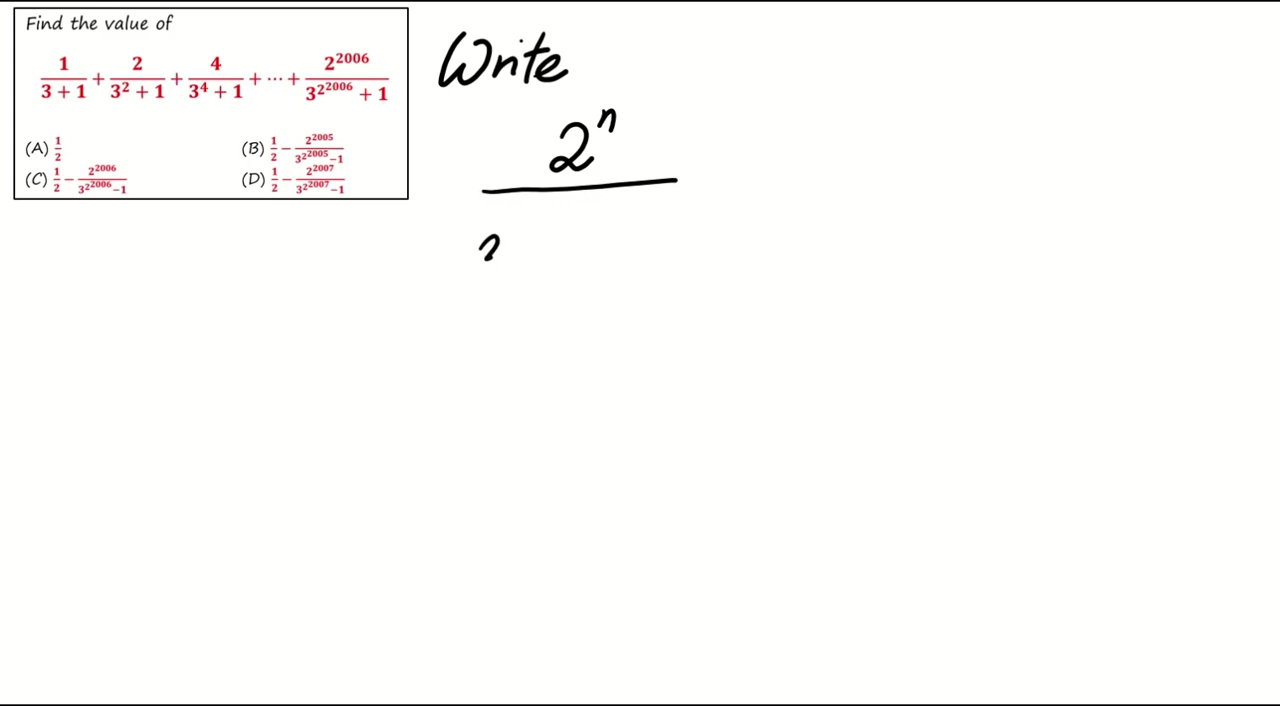 Find the value of
1/(3 + 1) + 2/(3^2 + 1) + 4/(3^4 + 1) + ⋯ + 2^2006/(3^(2^2006) + 1)
(A) 1/2 (B) 1/2 − 2^2005/(3^(2^2005) − 1)
(C) 1/2 − 2^2006/(3^(2^2006) − 1) (D) 1/2 − 2^2007/(3^(2^2007) − 1)
Write
2^n